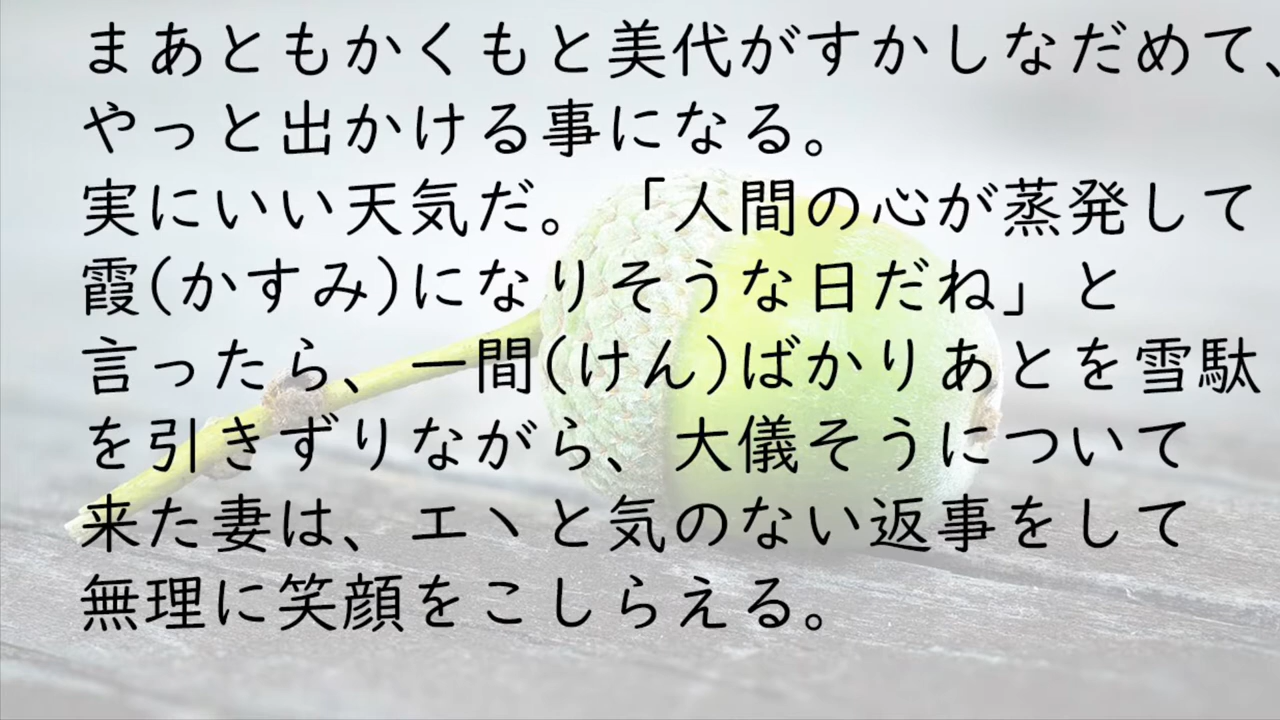 まあともかくもと美代がすかしなだめて、
やっと出かける事になる。
実にいい天気だ。「人間の心が蒸発して
霞(かすみ)になりそうな日だね」と
言ったら、一間(けん)ばかりあとを雪駄
を引きずりながら、大儀そうについて
来た妻は、エヽと気のない返事をして
無理に笑顔をこしらえる。